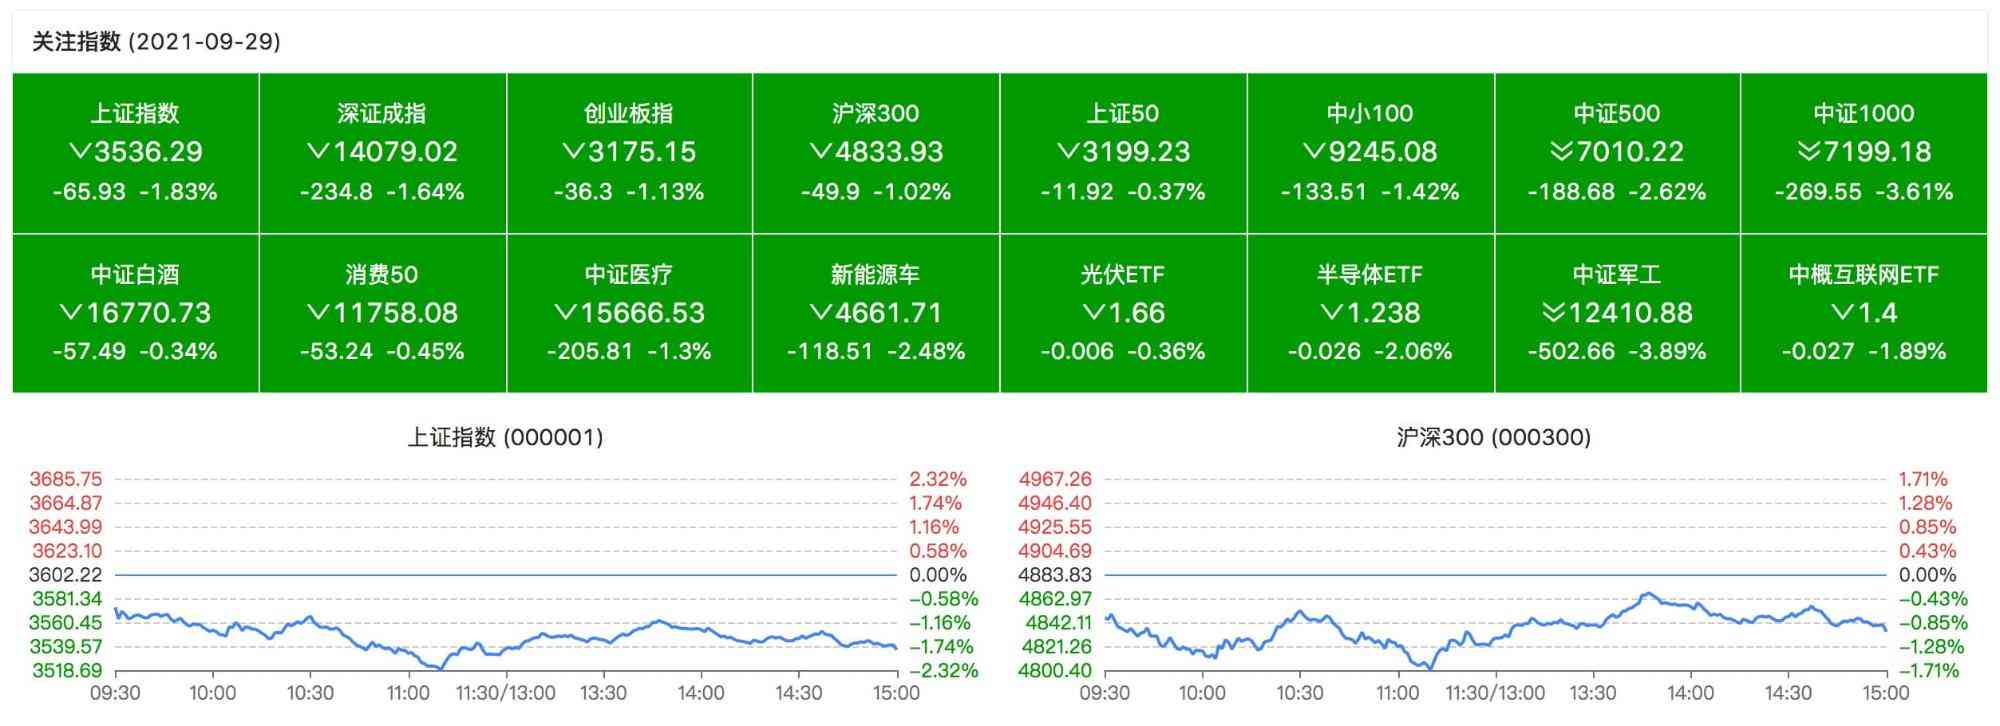 关注指数 (2021-09-29)
上证指数 深证成指 创业板指 沪深300 上证50 中小100 中证500 中证1000
3536.29 14079.02 3175.15 4833.93 3199.23 9245.08 7010.22 7199.18
-65.93 -1.83% -234.8 -1.64% -36.3 -1.13% -49.9 -1.02% -11.92 -0.37% -133.51 -1.42% -188.68 -2.62% -269.55 -3.61%
中证白酒 消费50 中证医疗 新能源车 光伏ETF 半导体ETF 中证军工 中概互联网ETF
16770.73 11758.08 15666.53 4661.71 1.66 1.238 12410.88 1.4
-57.49 -0.34% -53.24 -0.45% -205.81 -1.3% -118.51 -2.48% -0.006 -0.36% -0.026 -2.06% -502.66 -3.89% -0.027 -1.89%
上证指数 (000001) 沪深300 (000300)
3685.75 2.32% 4967.26 1.71%
3664.87 1.74% 4946.40 1.28%
3643.99 1.16% 4925.55 0.85%
3623.10 0.58% 4904.69 0.43%
3602.22 0.00% 4883.83 0.00%
3581.34 −0.58% 4862.97 −0.43%
3560.45 −1.16% 4842.11 −0.85%
3539.57 −1.74% 4821.26 −1.28%
3518.69 −2.32% 4800.40 −1.71%
09:30 10:00 10:30 11:00 11:30/13:00 13:30 14:00 14:30 15:00 09:30 10:00 10:30 11:00 11:30/13:00 13:30 14:00 14:30 15:00